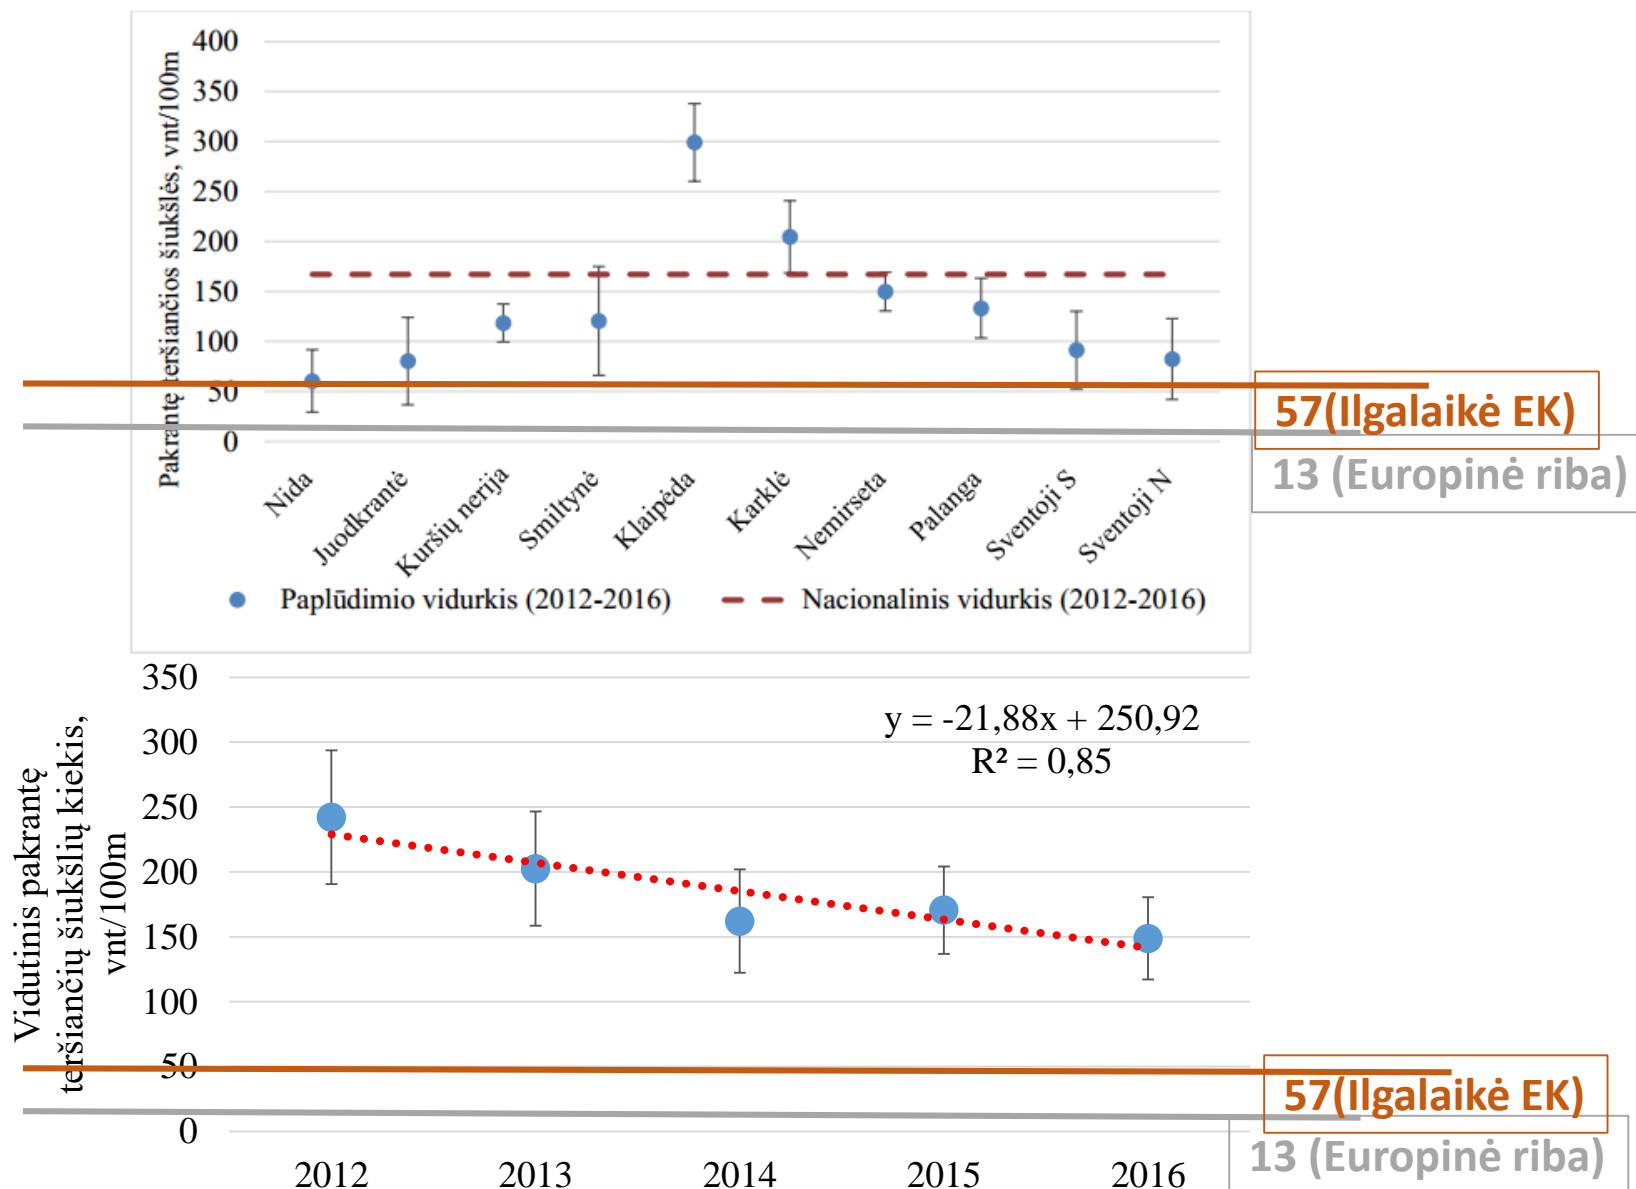 Pakrantę teršiančios šiukšlės, vnt/100m
400
350
300
250
200
150
100
50
0
Nida
Juodkrantė
Kuršių nerija
Smiltynė
Klaipėda
Karklė
Nemirseta
Palanga
Sventoji S
Sventoji N
57(Ilgalaikė EK)
13 (Europinė riba)
Paplūdimio vidurkis (2012-2016)
Nacionalinis vidurkis (2012-2016)
Vidutinis pakrantę
teršiančių šiukšlių kiekis,
vnt/100m
350
300
250
200
150
100
50
0
y = -21,88x + 250,92
R² = 0,85
57(Ilgalaikė EK)
13 (Europinė riba)
2012
2013
2014
2015
2016